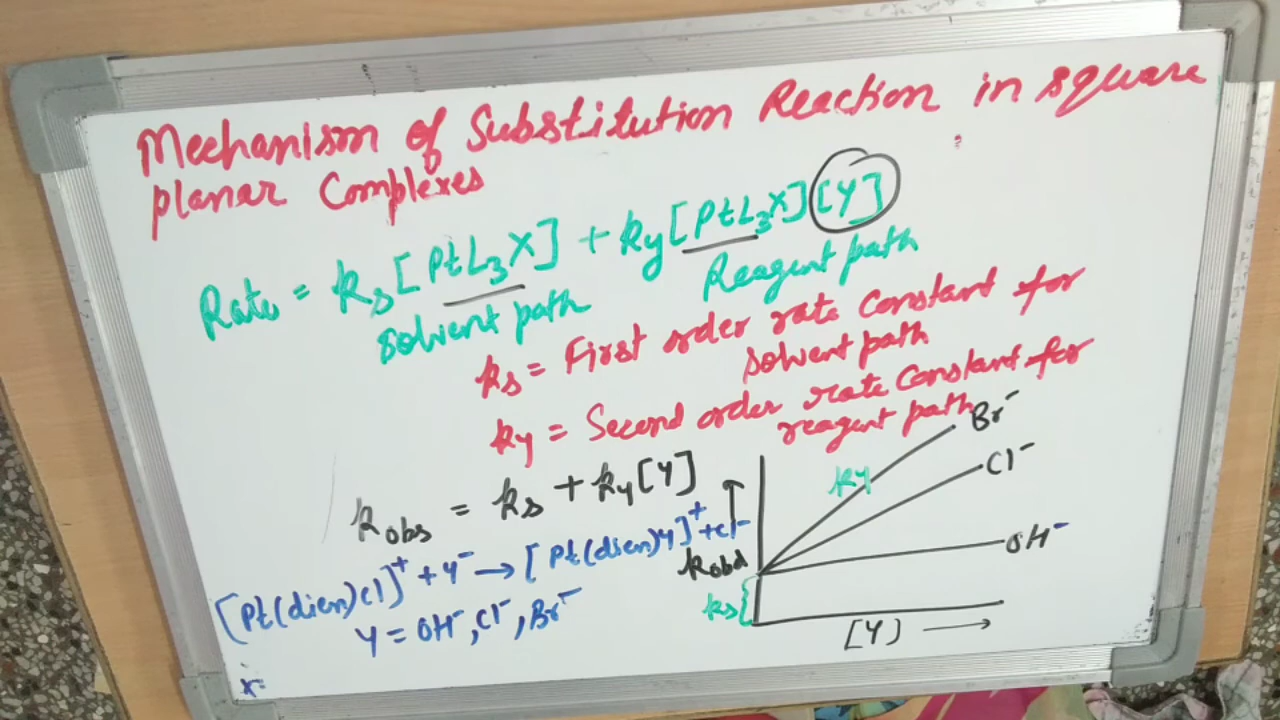 Mechanism of Substitution Reaction in square
planar Complexes
Rate = ks[PtL₃X] + ky[PtL₃X][Y]
solvent path
Reagent path
ks = First order rate Constant for
solvent path
ky = Second order rate Constant for
reagent path
kobs = ks + ky[Y]
[Pt(dien)Cl]⁺ + Y⁻ → [Pt(dien)Y]⁺ + Cl⁻
Y = OH⁻, Cl⁻, Br⁻
Br⁻
ky
Cl⁻
OH⁻
kobd
ks{
[Y] →